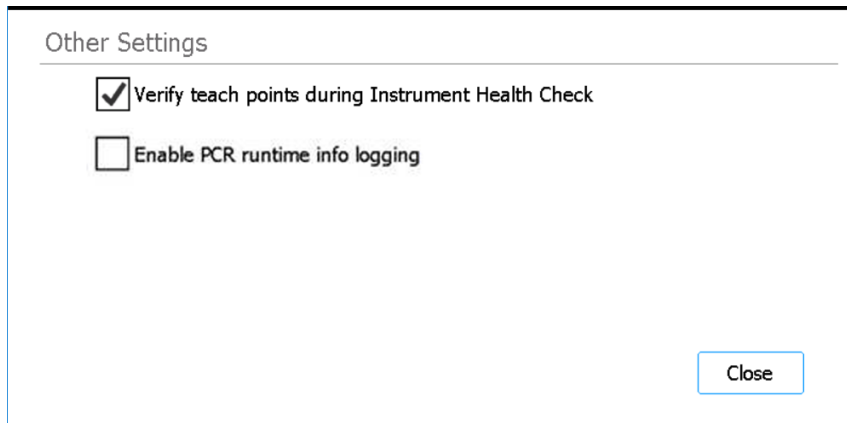 Other Settings
Verify teach points during Instrument Health Check
Enable PCR runtime info logging
Close